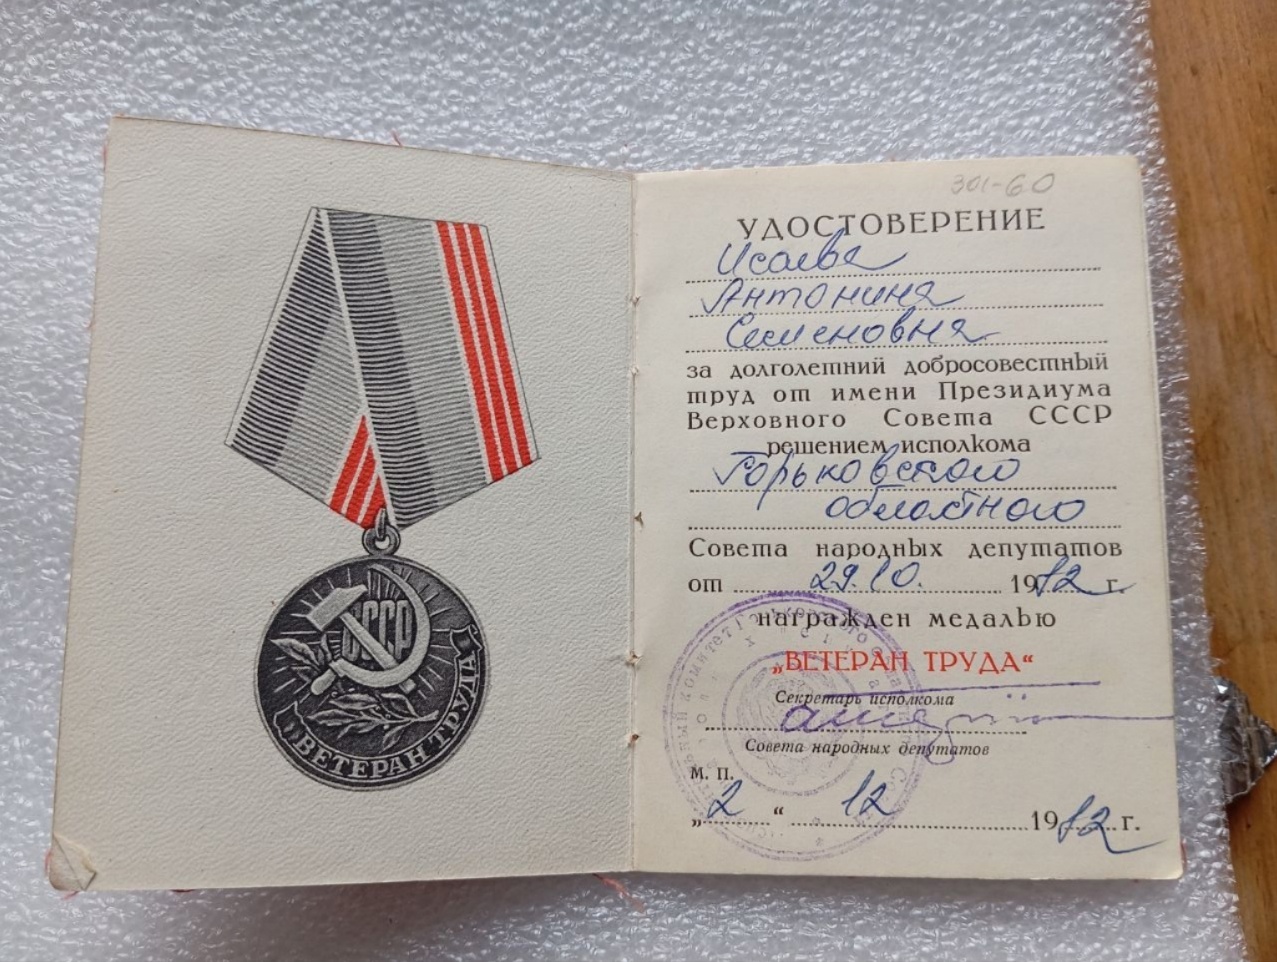 СССР
ВЕТЕРАН ТРУДА
301-60
УДОСТОВЕРЕНИЕ
Исаева
Антонина
Семеновна
за долголетний добросовестный
труд от имени Президиума
Верховного Совета СССР
решением исполкома
Горьковского
областного
Совета народных депутатов
от 29.10. 1982 г.
награжден медалью
„ВЕТЕРАН ТРУДА“
Секретарь исполкома
Совета народных депутатов
М. П.
„2“ 12 1982 г.